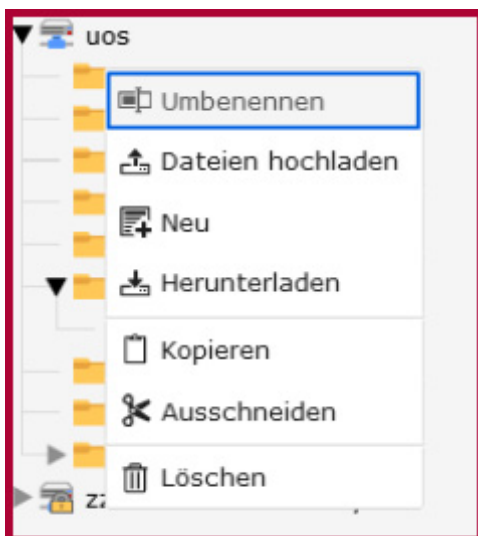 uos
Umbenennen
Dateien hochladen
Neu
Herunterladen
Kopieren
Ausschneiden
Löschen